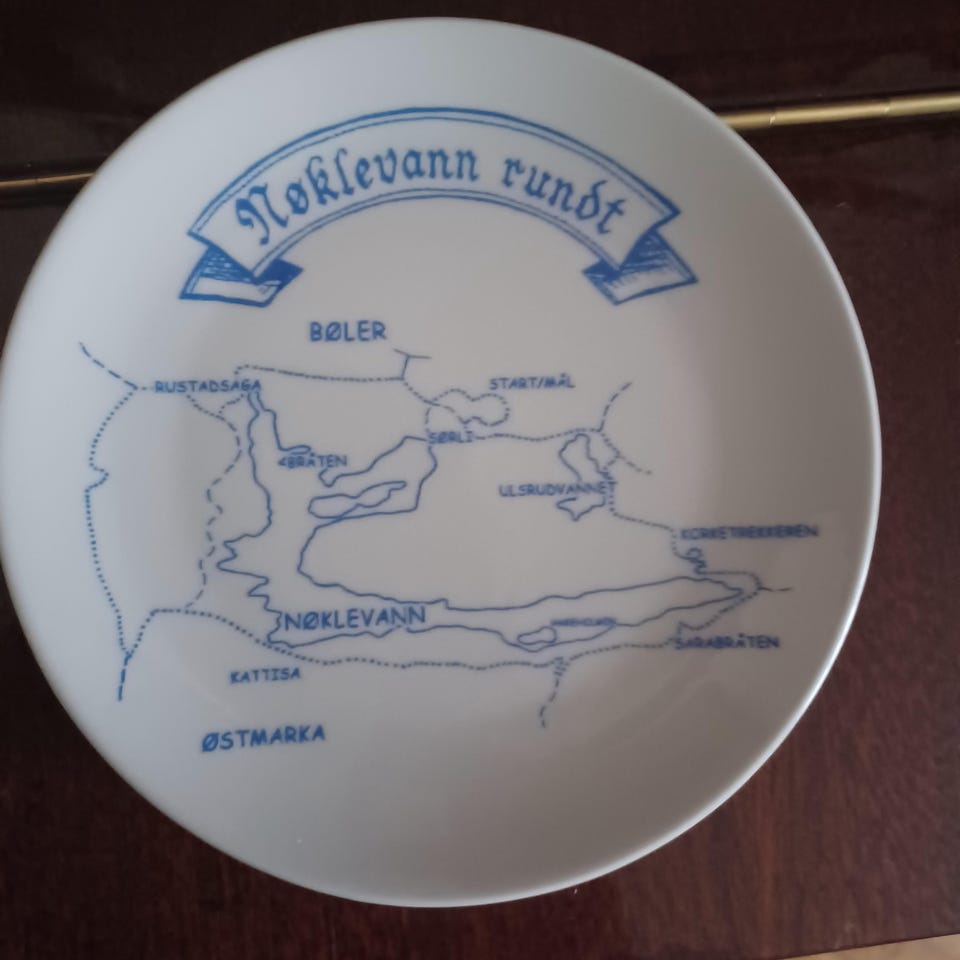 Nøklevann rundt
BØLER
RUSTADSAGA
START/MÅL
SØRLI
BRÅTEN
ULSRUDVANNET
KORKETREKKEREN
NØKLEVANN
SARABRÅTEN
KATTISA
ØSTMARKA